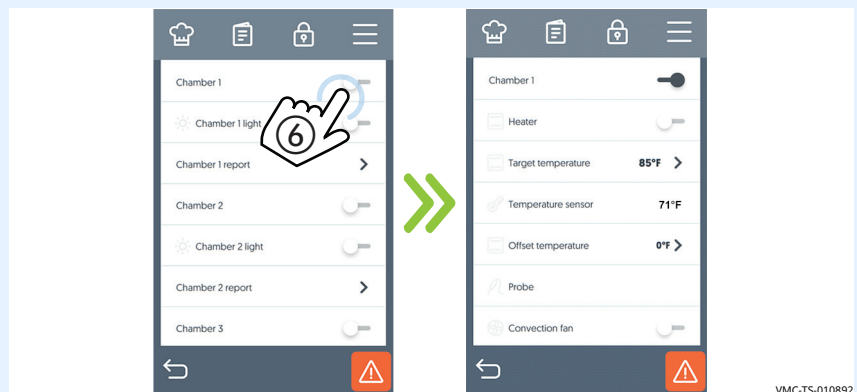 Chamber 1
Chamber 1 light
6
Chamber 1 report
Chamber 2
Chamber 2 light
Chamber 2 report
Chamber 3
Chamber 1
Heater
Target temperature 85°F
Temperature sensor 71°F
Offset temperature 0°F
Probe
Convection fan
VMC-TS-010892